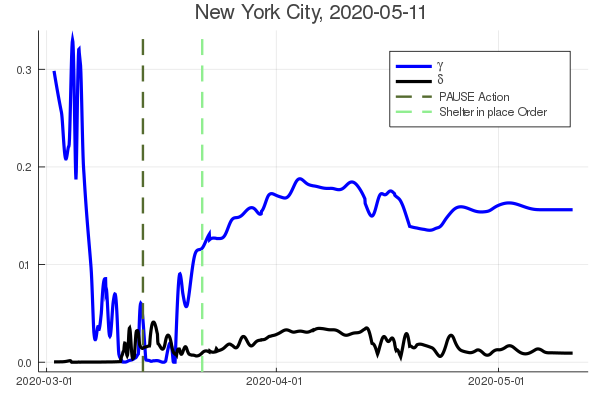 New York City, 2020-05-11
γ
δ
PAUSE Action
Shelter in place Order
0.3
0.2
0.1
0.0
2020-03-01 2020-04-01 2020-05-01